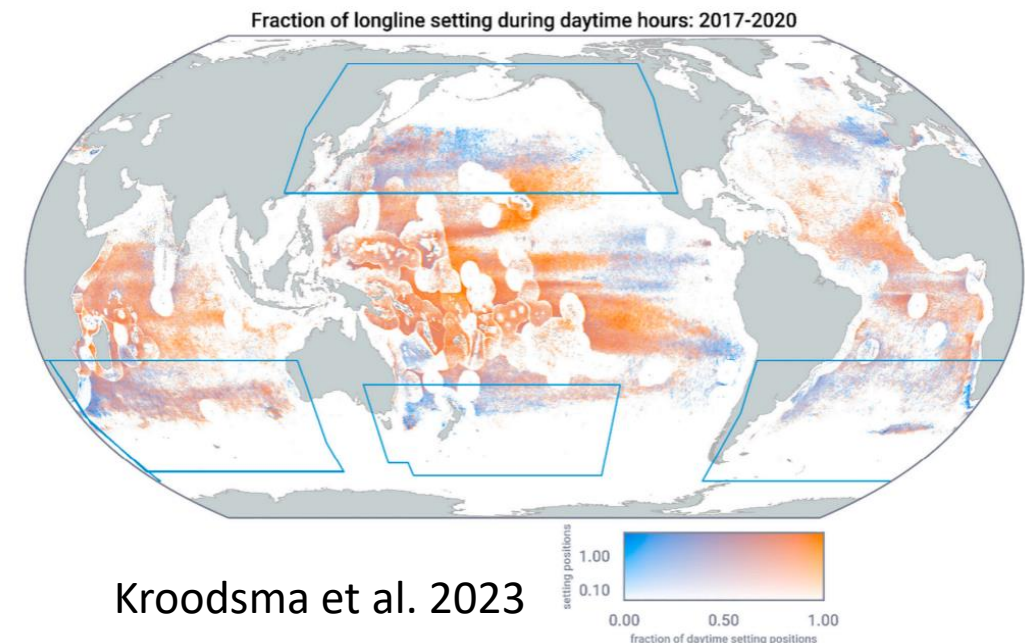 Fraction of longline setting during daytime hours: 2017-2020
Kroodsma et al. 2023
setting positions
1.00
0.10
0.00 0.50 1.00
fraction of daytime setting positions